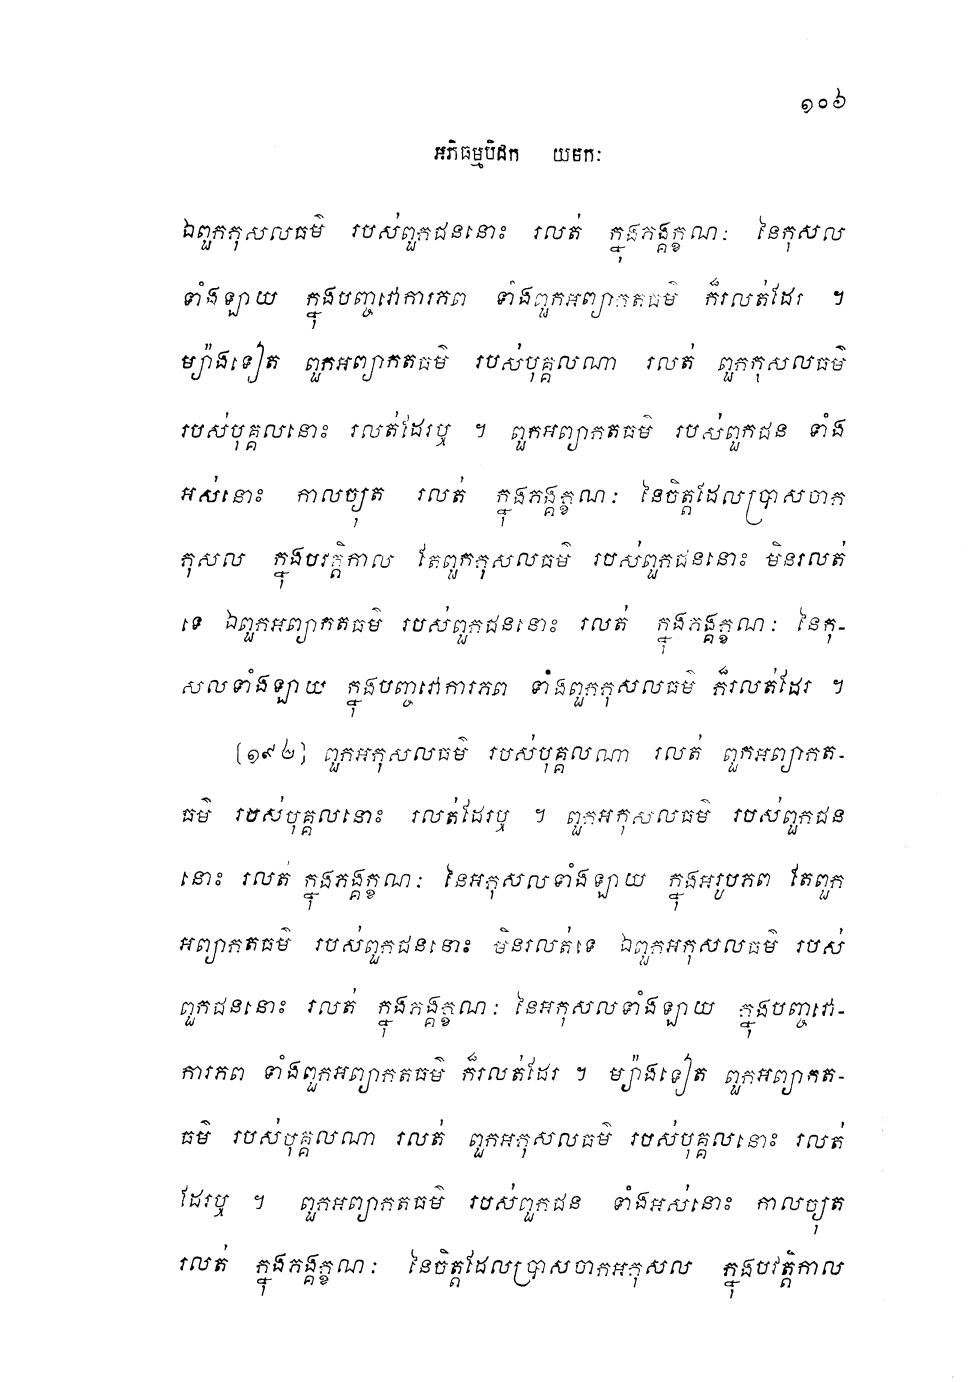 ១០៦
អភិធម្មបិដក យមកៈ
ឯពួកកុសលធម៌ របស់ពួកជននោះ រលត់ ក្នុងភង្គក្ខណៈ នៃកុសល
ទាំងឡាយ ក្នុងបញ្ចវោការភព ទាំងពួកអព្យាកតធម៌ ក៏រលត់ដែរ ។
ម្យ៉ាងទៀត ពួកអព្យាកតធម៌ របស់បុគ្គលណា រលត់ ពួកកុសលធម៌
របស់បុគ្គលនោះ រលត់ដែរឬ ។ ពួកអព្យាកតធម៌ របស់ពួកជន ទាំង
អស់នោះ កាលច្យុត រលត់ ក្នុងភង្គក្ខណៈ នៃចិត្តដែលប្រាសចាក
កុសល ក្នុងបវត្តិកាល តែពួកកុសលធម៌ របស់ពួកជននោះ មិនរលត់
ទេ ឯពួកអព្យាកតធម៌ របស់ពួកជននោះ រលត់ ក្នុងភង្គក្ខណៈ នៃកុ-
សលទាំងឡាយ ក្នុងបញ្ចវោការភព ទាំងពួកកុសលធម៌ ក៏រលត់ដែរ ។
[១៩៤] ពួកអកុសលធម៌ របស់បុគ្គលណា រលត់ ពួកអព្យាកត-
ធម៌ របស់បុគ្គលនោះ រលត់ដែរឬ ។ ពួកអកុសលធម៌ របស់ពួកជន
នោះ រលត់ ក្នុងភង្គក្ខណៈ នៃអកុសលទាំងឡាយ ក្នុងអរូបភព តែពួក
អព្យាកតធម៌ របស់ពួកជននោះ មិនរលត់ទេ ឯពួកអកុសលធម៌ របស់
ពួកជននោះ រលត់ ក្នុងភង្គក្ខណៈ នៃអកុសលទាំងឡាយ ក្នុងបញ្ចវោ-
ការភព ទាំងពួកអព្យាកតធម៌ ក៏រលត់ដែរ ។ ម្យ៉ាងទៀត ពួកអព្យាកត-
ធម៌ របស់បុគ្គលណា រលត់ ពួកអកុសលធម៌ របស់បុគ្គលនោះ រលត់
ដែរឬ ។ ពួកអព្យាកតធម៌ របស់ពួកជន ទាំងអស់នោះ កាលច្យុត
រលត់ ក្នុងភង្គក្ខណៈ នៃចិត្តដែលប្រាសចាកអកុសល ក្នុងបវត្តិកាល